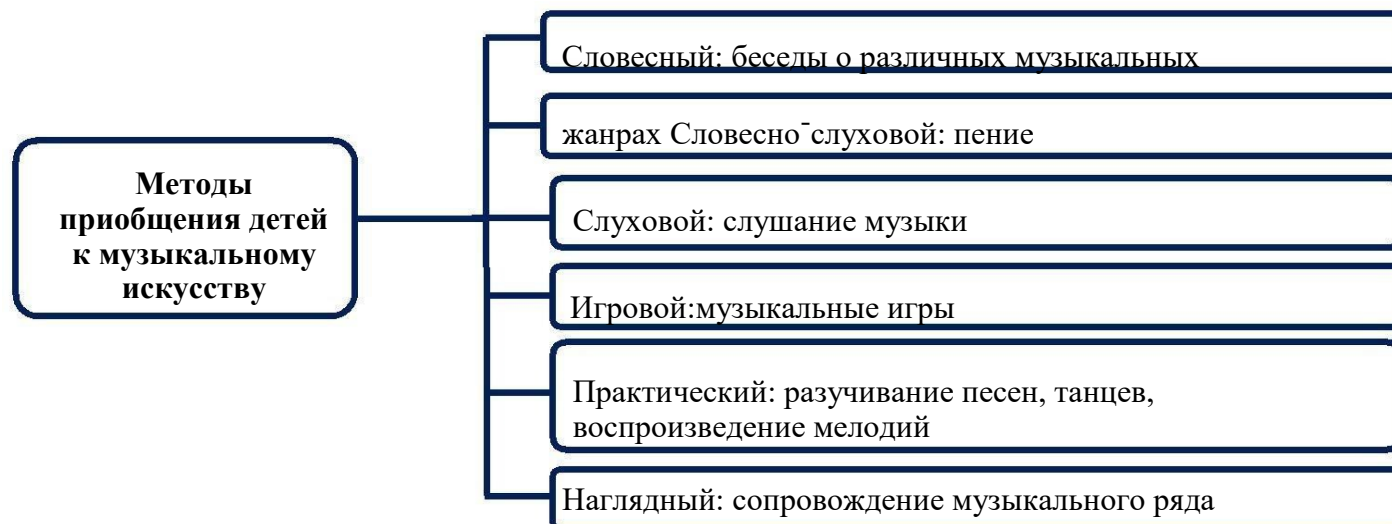 Методы
приобщения детей
к музыкальному
искусству
Словесный: беседы о различных музыкальных
жанрах Словесно-слуховой: пение
Слуховой: слушание музыки
Игровой:музыкальные игры
Практический: разучивание песен, танцев,
воспроизведение мелодий
Наглядный: сопровождение музыкального ряда